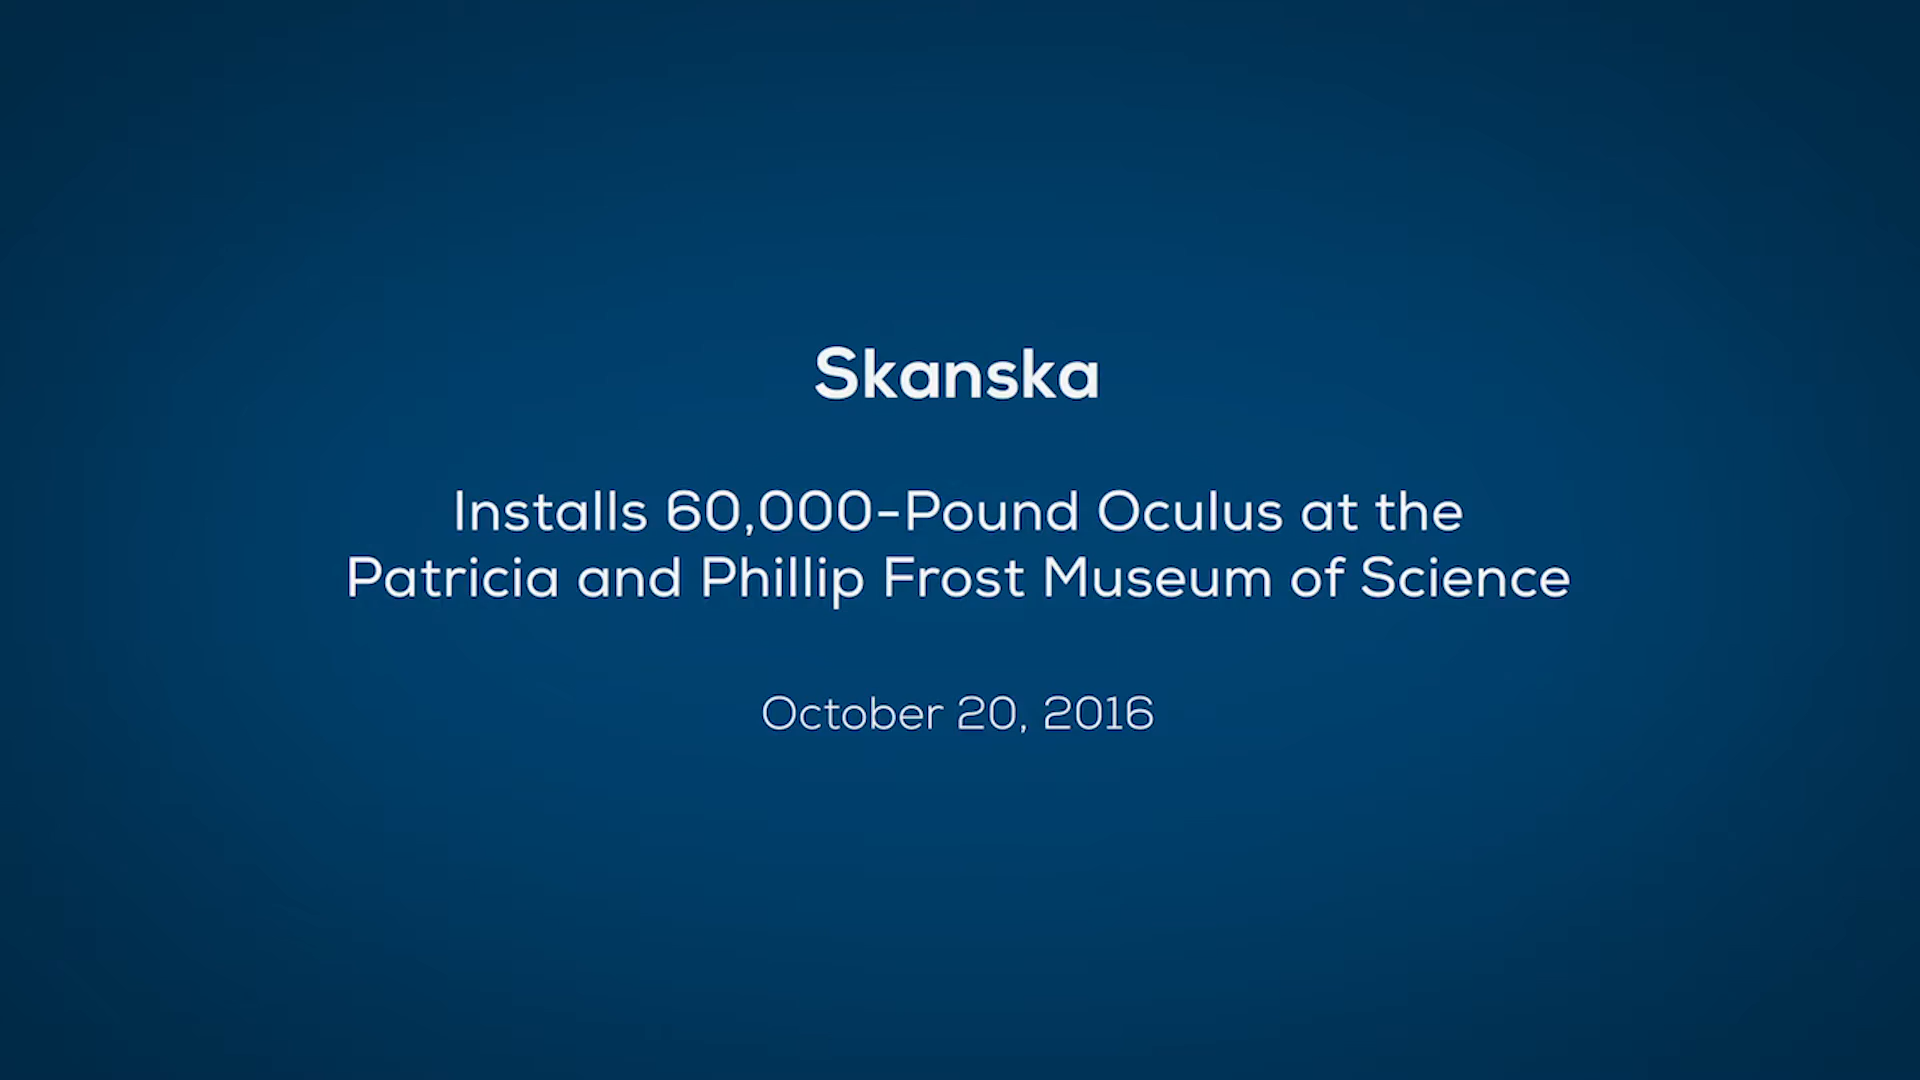 Skanska
Installs 60,000-Pound Oculus at the
Patricia and Phillip Frost Museum of Science
October 20, 2016